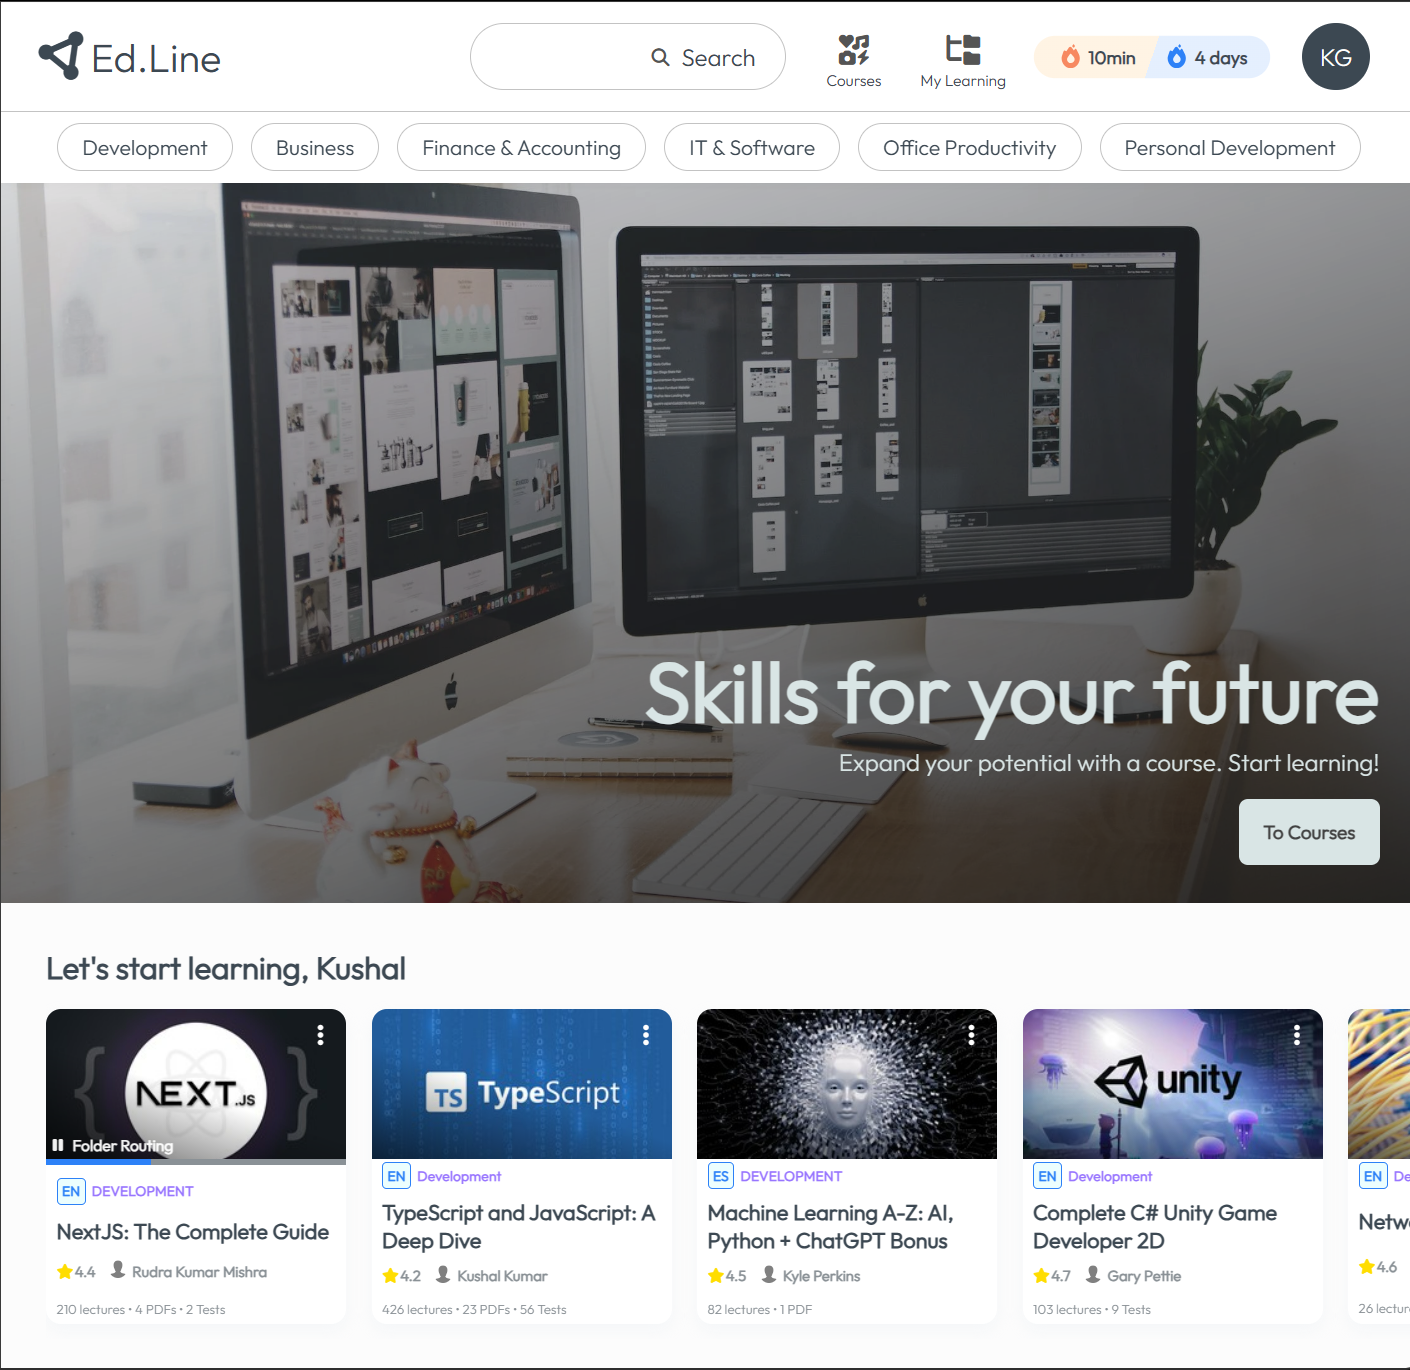 Ed.Line
Search
Courses
My Learning
10min
4 days
KG
Development
Business
Finance & Accounting
IT & Software
Office Productivity
Personal Development
Skills for your future
Expand your potential with a course. Start learning!
To Courses
Let's start learning, Kushal
{ NEXT.JS }
Folder Routing
EN DEVELOPMENT
NextJS: The Complete Guide
4.4 Rudra Kumar Mishra
210 lectures • 4 PDFs • 2 Tests
TS TypeScript
EN Development
TypeScript and JavaScript: A
Deep Dive
4.2 Kushal Kumar
426 lectures • 23 PDFs • 56 Tests
ES DEVELOPMENT
Machine Learning A-Z: AI,
Python + ChatGPT Bonus
4.5 Kyle Perkins
82 lectures • 1 PDF
unity
EN Development
Complete C# Unity Game
Developer 2D
4.7 Gary Pettie
103 lectures • 9 Tests
EN De
Netw
4.6
26 lectur